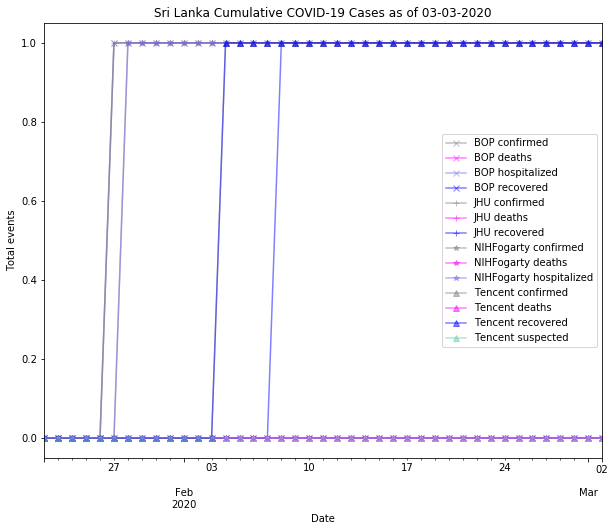 Sri Lanka Cumulative COVID-19 Cases as of 03-03-2020
1.0
0.8
0.6
0.4
0.2
0.0
Total events
BOP confirmed
BOP deaths
BOP hospitalized
BOP recovered
JHU confirmed
JHU deaths
JHU recovered
NIHFogarty confirmed
NIHFogarty deaths
NIHFogarty hospitalized
Tencent confirmed
Tencent deaths
Tencent recovered
Tencent suspected
27 03 10 17 24 02
Feb Mar
2020
Date